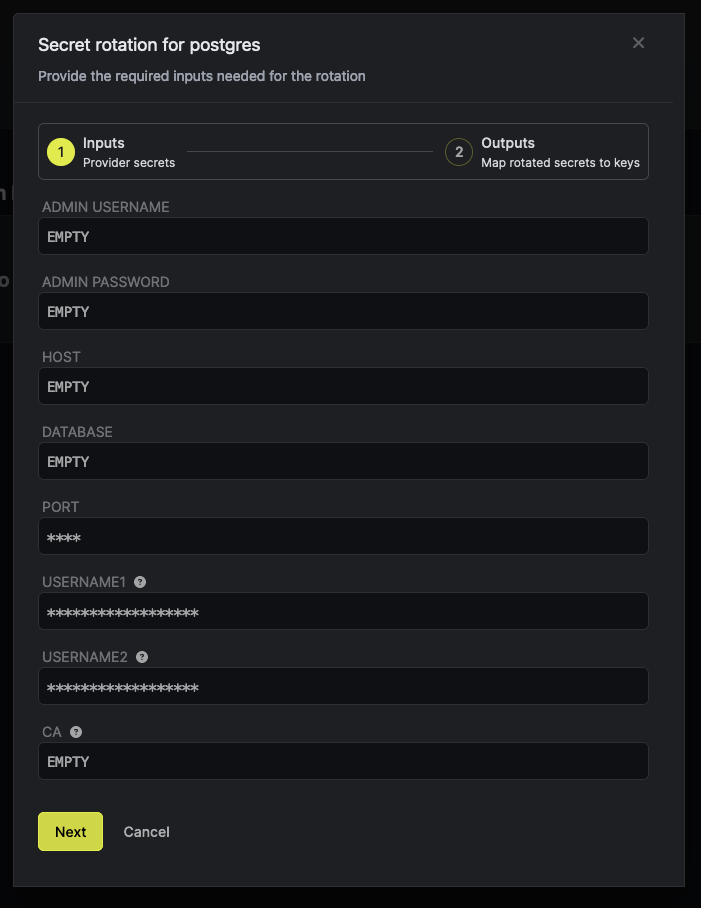 Secret rotation for postgres
Provide the required inputs needed for the rotation
1
Inputs
Provider secrets
2
Outputs
Map rotated secrets to keys
ADMIN USERNAME
EMPTY
ADMIN PASSWORD
EMPTY
HOST
EMPTY
DATABASE
EMPTY
PORT
****
USERNAME1 ?
******************
USERNAME2 ?
******************
CA ?
EMPTY
Next
Cancel